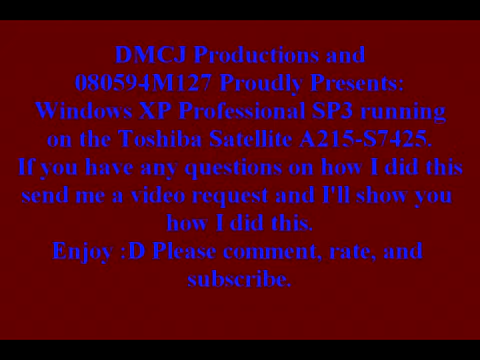 DMCJ Productions and
080594M127 Proudly Presents:
Windows XP Professional SP3 running
on the Toshiba Satellite A215-S7425.
If you have any questions on how I did this
send me a video request and I'll show you
how I did this.
Enjoy :D Please comment, rate, and
subscribe.